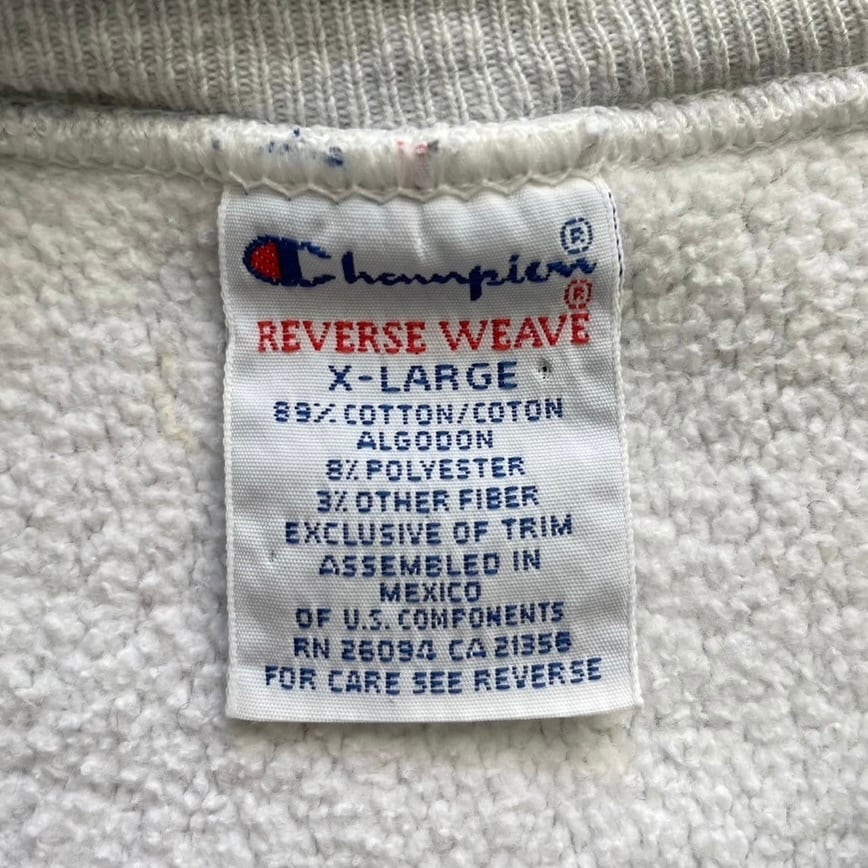 Champion®
REVERSE WEAVE®
X-LARGE
89% COTTON/COTON
ALGODON
8% POLYESTER
3% OTHER FIBER
EXCLUSIVE OF TRIM
ASSEMBLED IN
MEXICO
OF U.S. COMPONENTS
RN 26094 CA 21356
FOR CARE SEE REVERSE